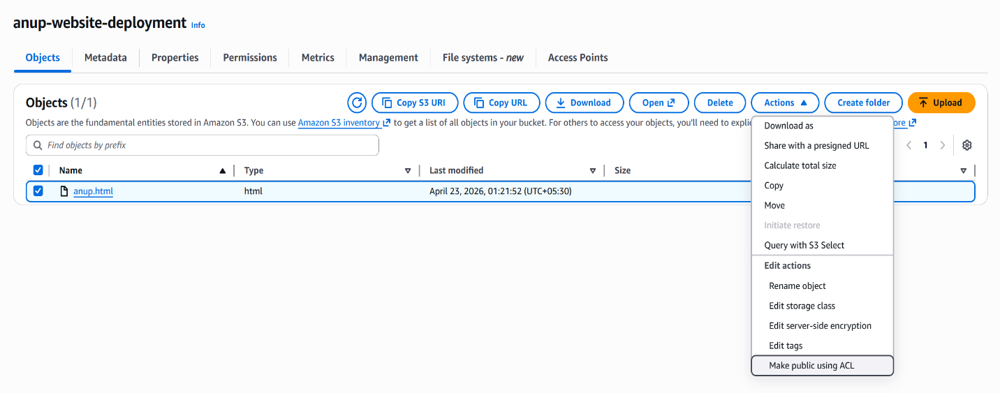 anup-website-deployment Info
Objects Metadata Properties Permissions Metrics Management File systems - new Access Points
Objects (1/1) Copy S3 URI Copy URL Download Open Delete Actions Create folder Upload
Objects are the fundamental entities stored in Amazon S3. You can use Amazon S3 inventory to get a list of all objects in your bucket. For others to access your objects, you'll need to
Find objects by prefix 1
Name Type Last modified Size
anup.html html April 23, 2026, 01:21:52 (UTC+05:30)
Download as
Share with a presigned URL
Calculate total size
Copy
Move
Initiate restore
Query with S3 Select
Edit actions
Rename object
Edit storage class
Edit server-side encryption
Edit tags
Make public using ACL